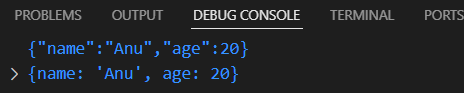 PROBLEMS OUTPUT DEBUG CONSOLE TERMINAL PORTS
{"name":"Anu","age":20}
> {name: 'Anu', age: 20}